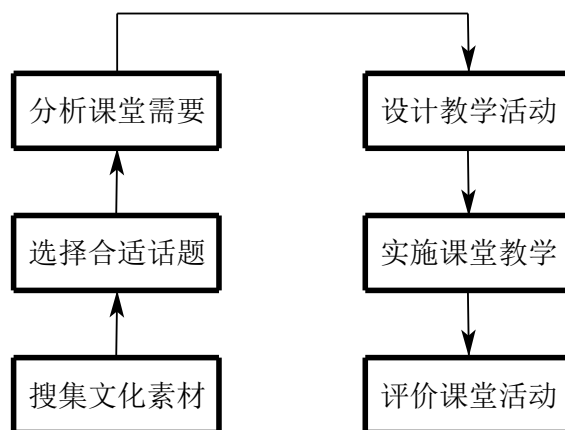 分析课堂需要
设计教学活动
选择合适话题
实施课堂教学
搜集文化素材
评价课堂活动